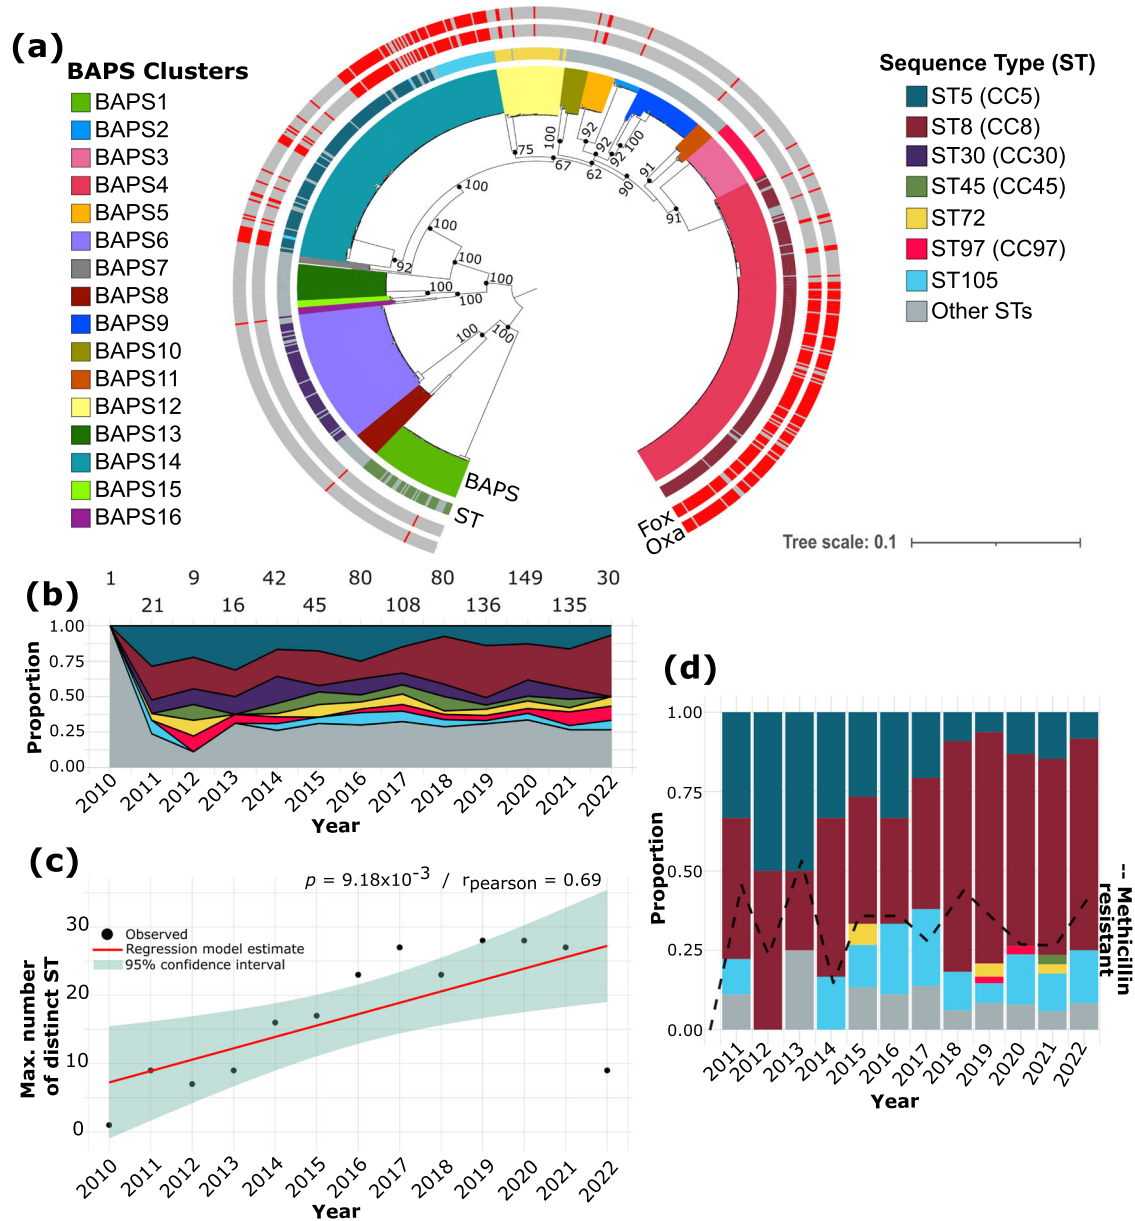 (a)
BAPS Clusters
BAPS1
BAPS2
BAPS3
BAPS4
BAPS5
BAPS6
BAPS7
BAPS8
BAPS9
BAPS10
BAPS11
BAPS12
BAPS13
BAPS14
BAPS15
BAPS16
75
100
67
92
92
62
92
100
90
91
91
100
100
92
100
100
100
100
100
100
BAPS
ST
Fox
Oxa
Sequence Type (ST)
ST5 (CC5)
ST8 (CC8)
ST30 (CC30)
ST45 (CC45)
ST72
ST97 (CC97)
ST105
Other STs
Tree scale: 0.1
(b)
1 9 42 80 80 149 30
21 16 45 108 136 135
Proportion
1.00
0.75
0.50
0.25
0.00
2010 2011 2012 2013 2014 2015 2016 2017 2018 2019 2020 2021 2022
Year
(c)
p = 9.18x10-3 / rpearson = 0.69
Observed
Regression model estimate
95% confidence interval
Max. number
of distinct ST
30
20
10
0
2010 2011 2012 2013 2014 2015 2016 2017 2018 2019 2020 2021 2022
Year
(d)
Proportion
1.00
0.75
0.50
0.25
0.00
2011 2012 2013 2014 2015 2016 2017 2018 2019 2020 2021 2022
Year
-- Methicillin
resistant